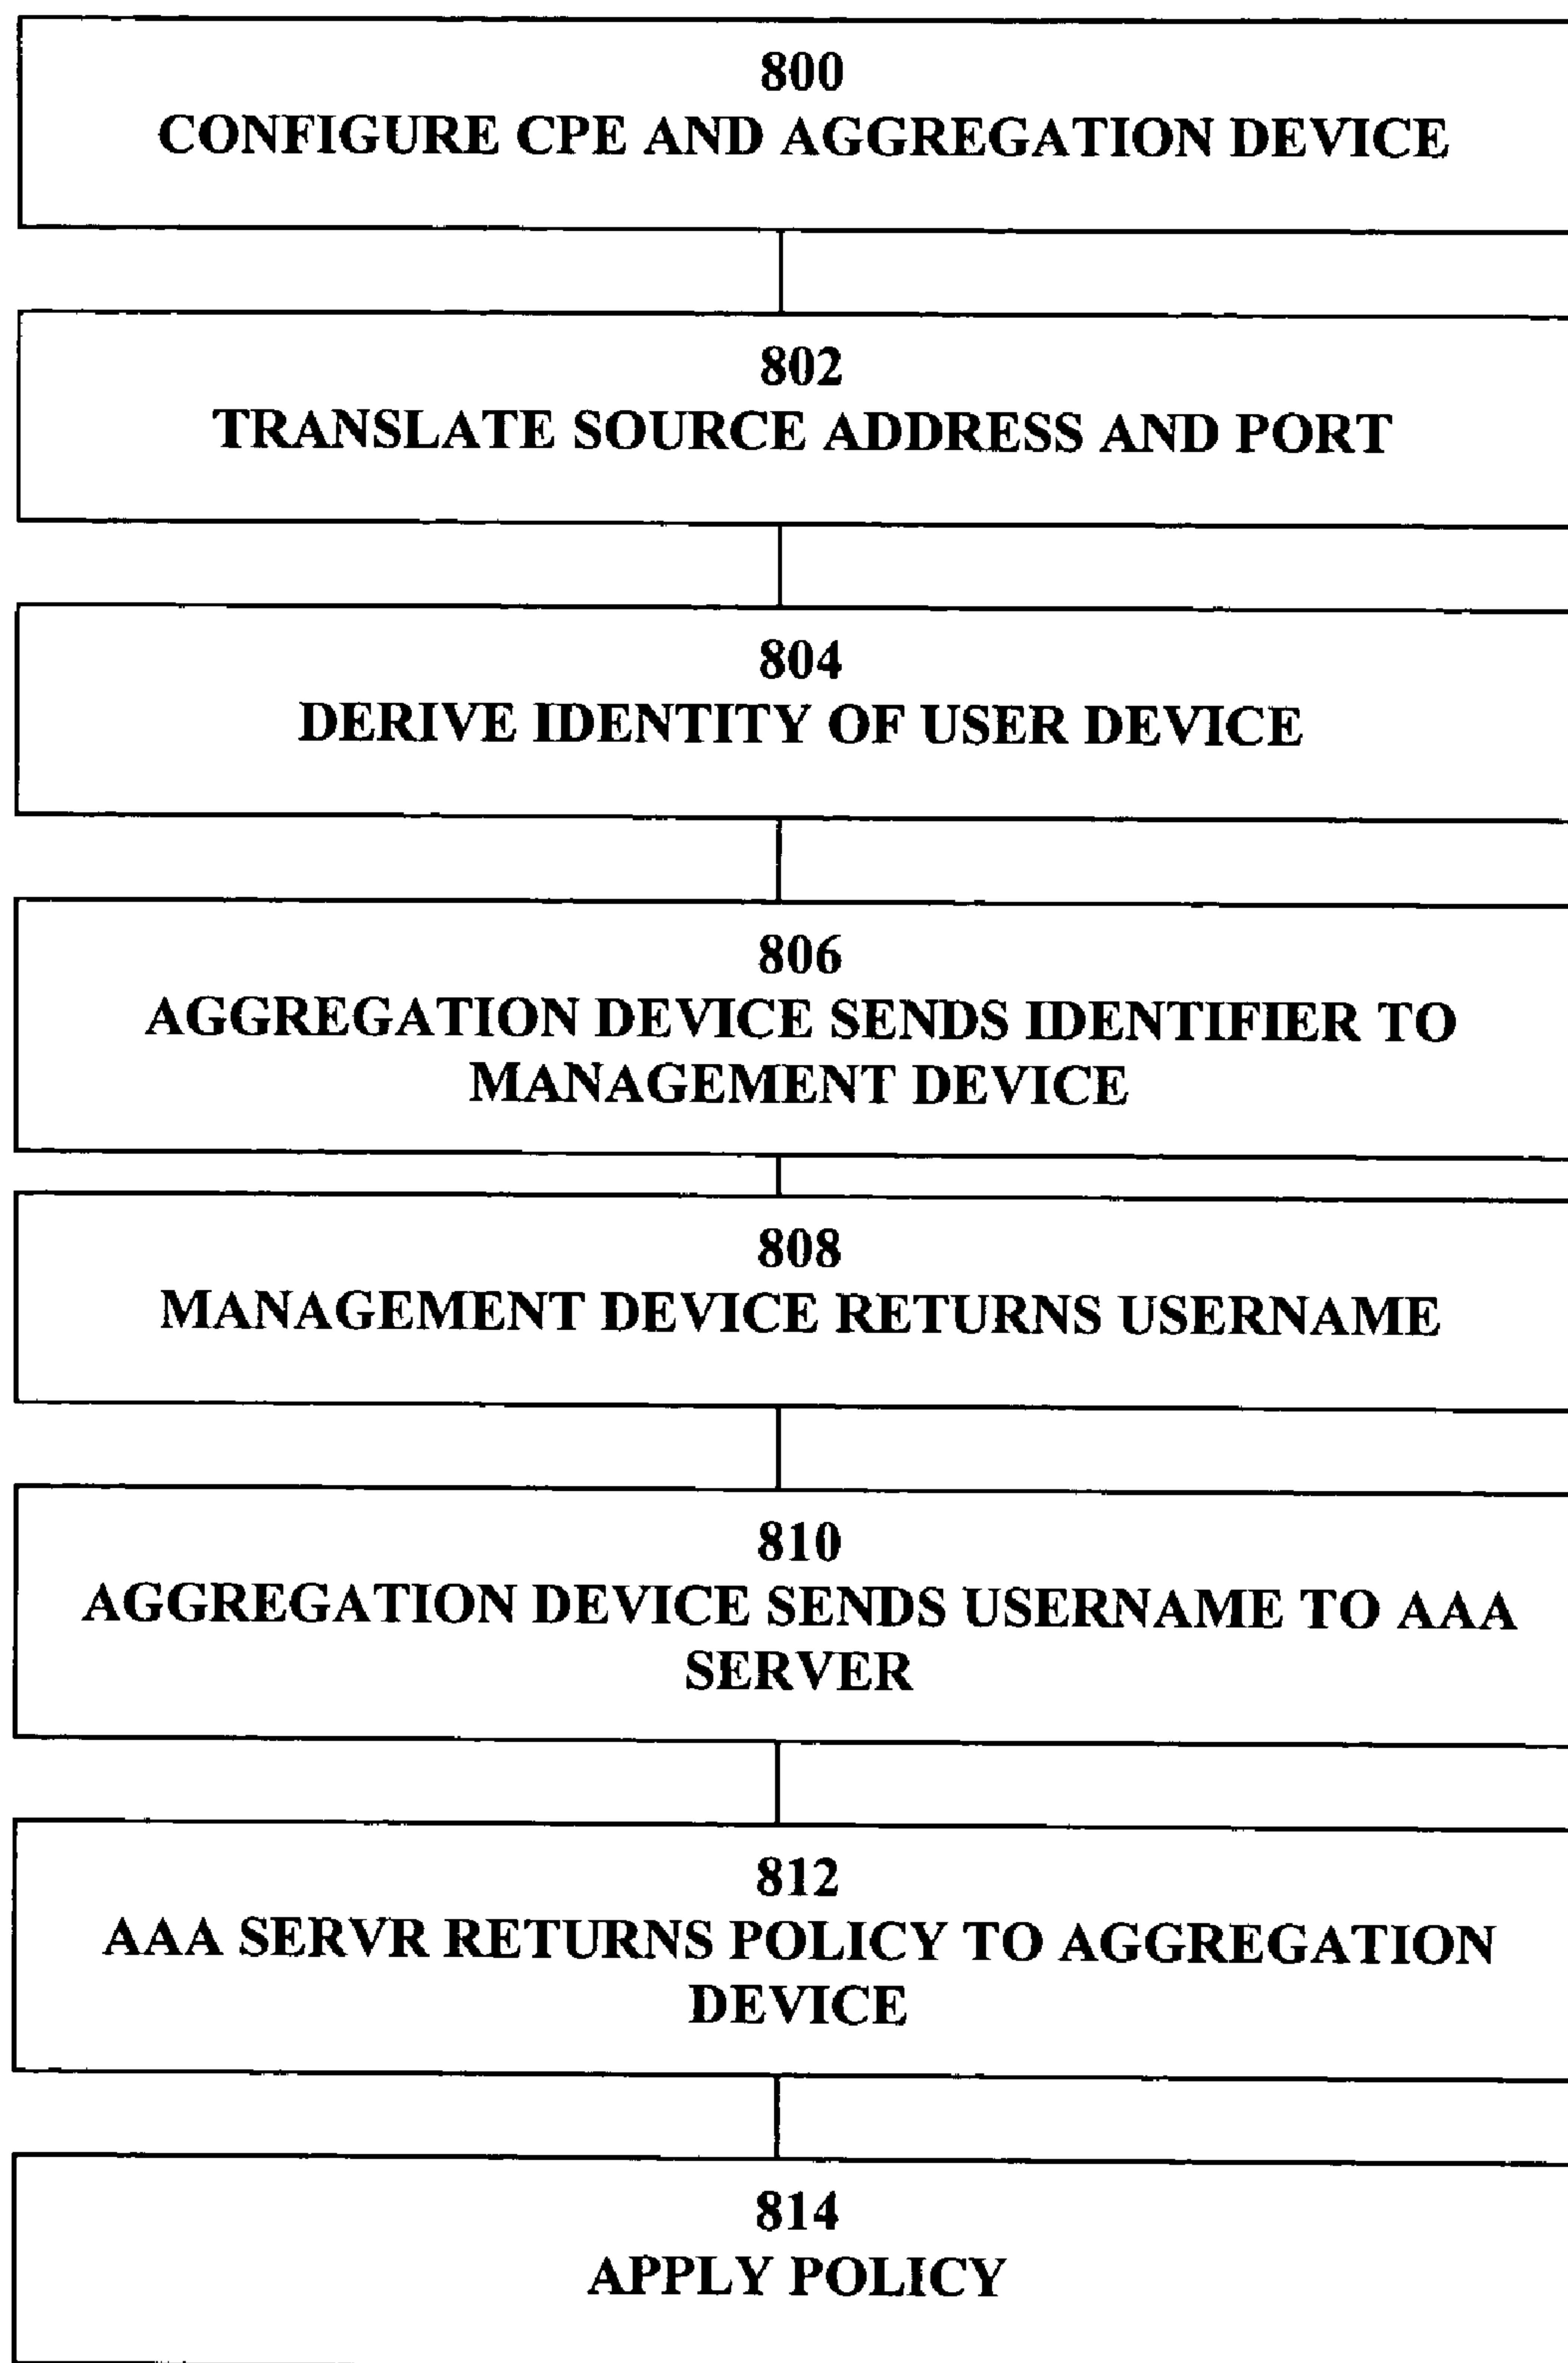 800
CONFIGURE CPE AND AGGREGATION DEVICE
802
TRANSLATE SOURCE ADDRESS AND PORT
804
DERIVE IDENTITY OF USER DEVICE
806
AGGREGATION DEVICE SENDS IDENTIFIER TO
MANAGEMENT DEVICE
808
MANAGEMENT DEVICE RETURNS USERNAME
810
AGGREGATION DEVICE SENDS USERNAME TO AAA
SERVER
812
AAA SERVR RETURNS POLICY TO AGGREGATION
DEVICE
814
APPLY POLICY